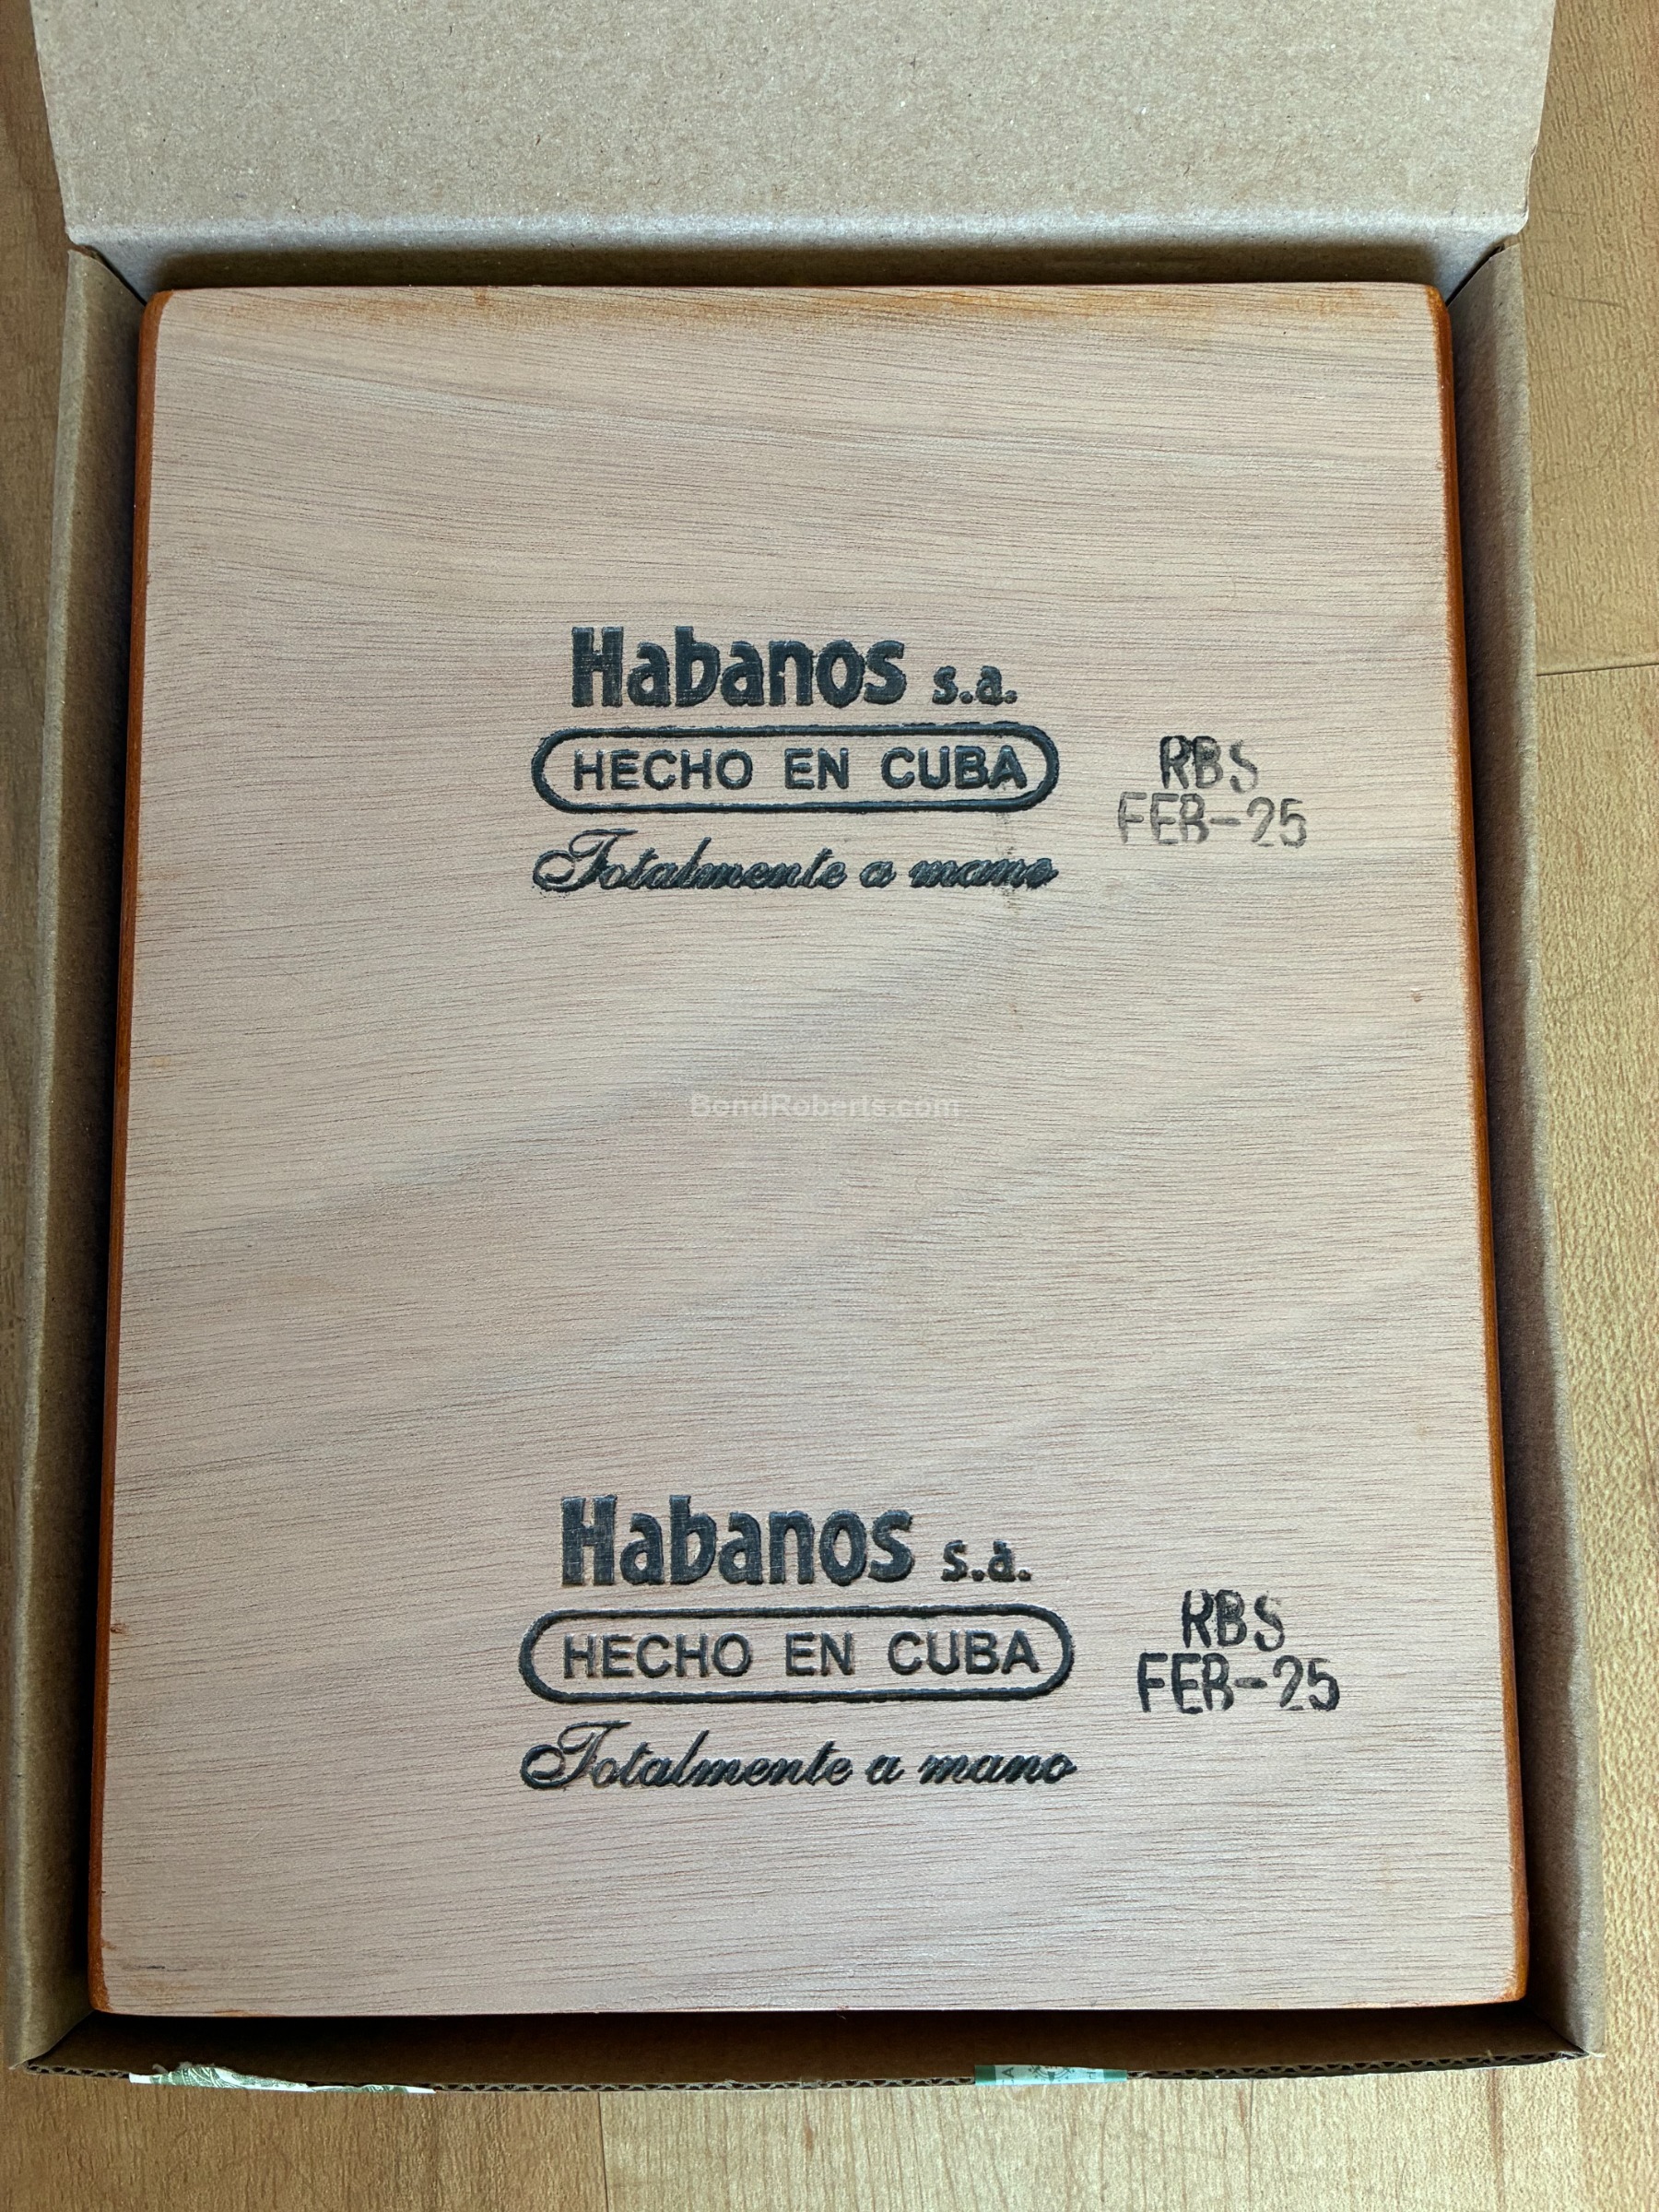 Habanos s.a.
HECHO EN CUBA
RBS
FEB-25
Totalmente a mano
BondRoberts.com
Habanos s.a.
HECHO EN CUBA
RBS
FEB-25
Totalmente a mano